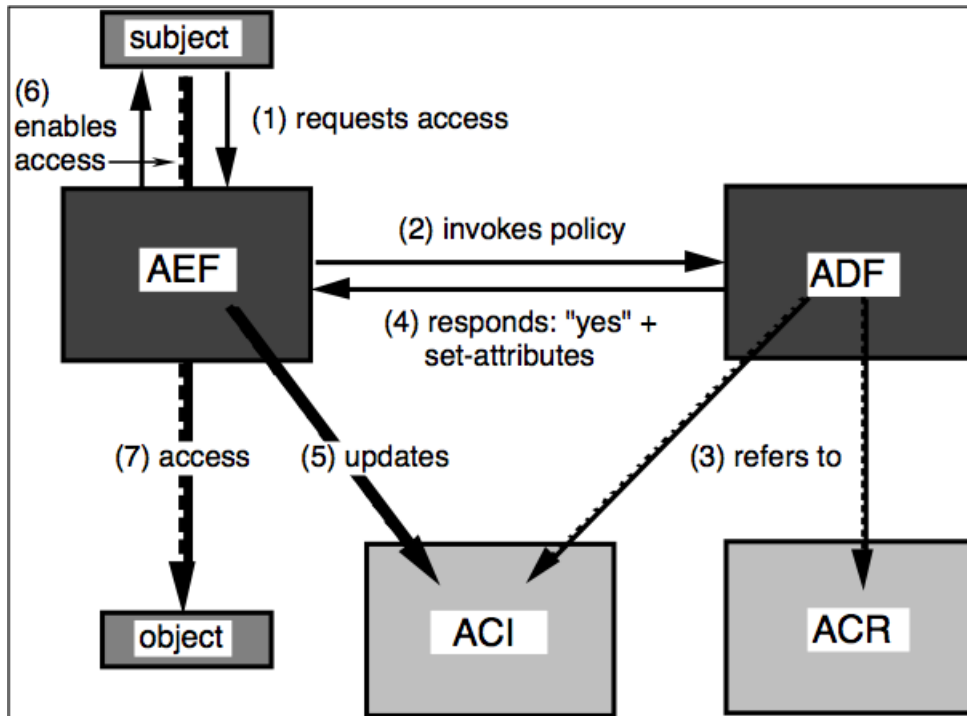 subject
(6)
enables
access
(1) requests access
(2) invokes policy
AEF
ADF
(4) responds: "yes" +
set-attributes
(7) access
(5) updates
(3) refers to
object
ACI
ACR